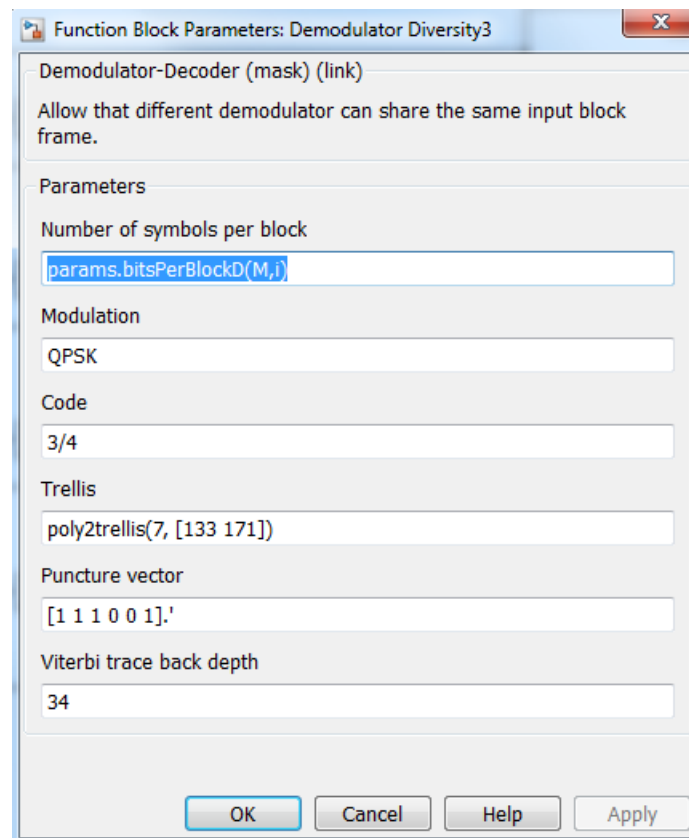 Function Block Parameters: Demodulator Diversity3
Demodulator-Decoder (mask) (link)
Allow that different demodulator can share the same input block
frame.
Parameters
Number of symbols per block
params.bitsPerBlockD(M,i)
Modulation
QPSK
Code
3/4
Trellis
poly2trellis(7, [133 171])
Puncture vector
[1 1 1 0 0 1].'
Viterbi trace back depth
34
OK Cancel Help Apply